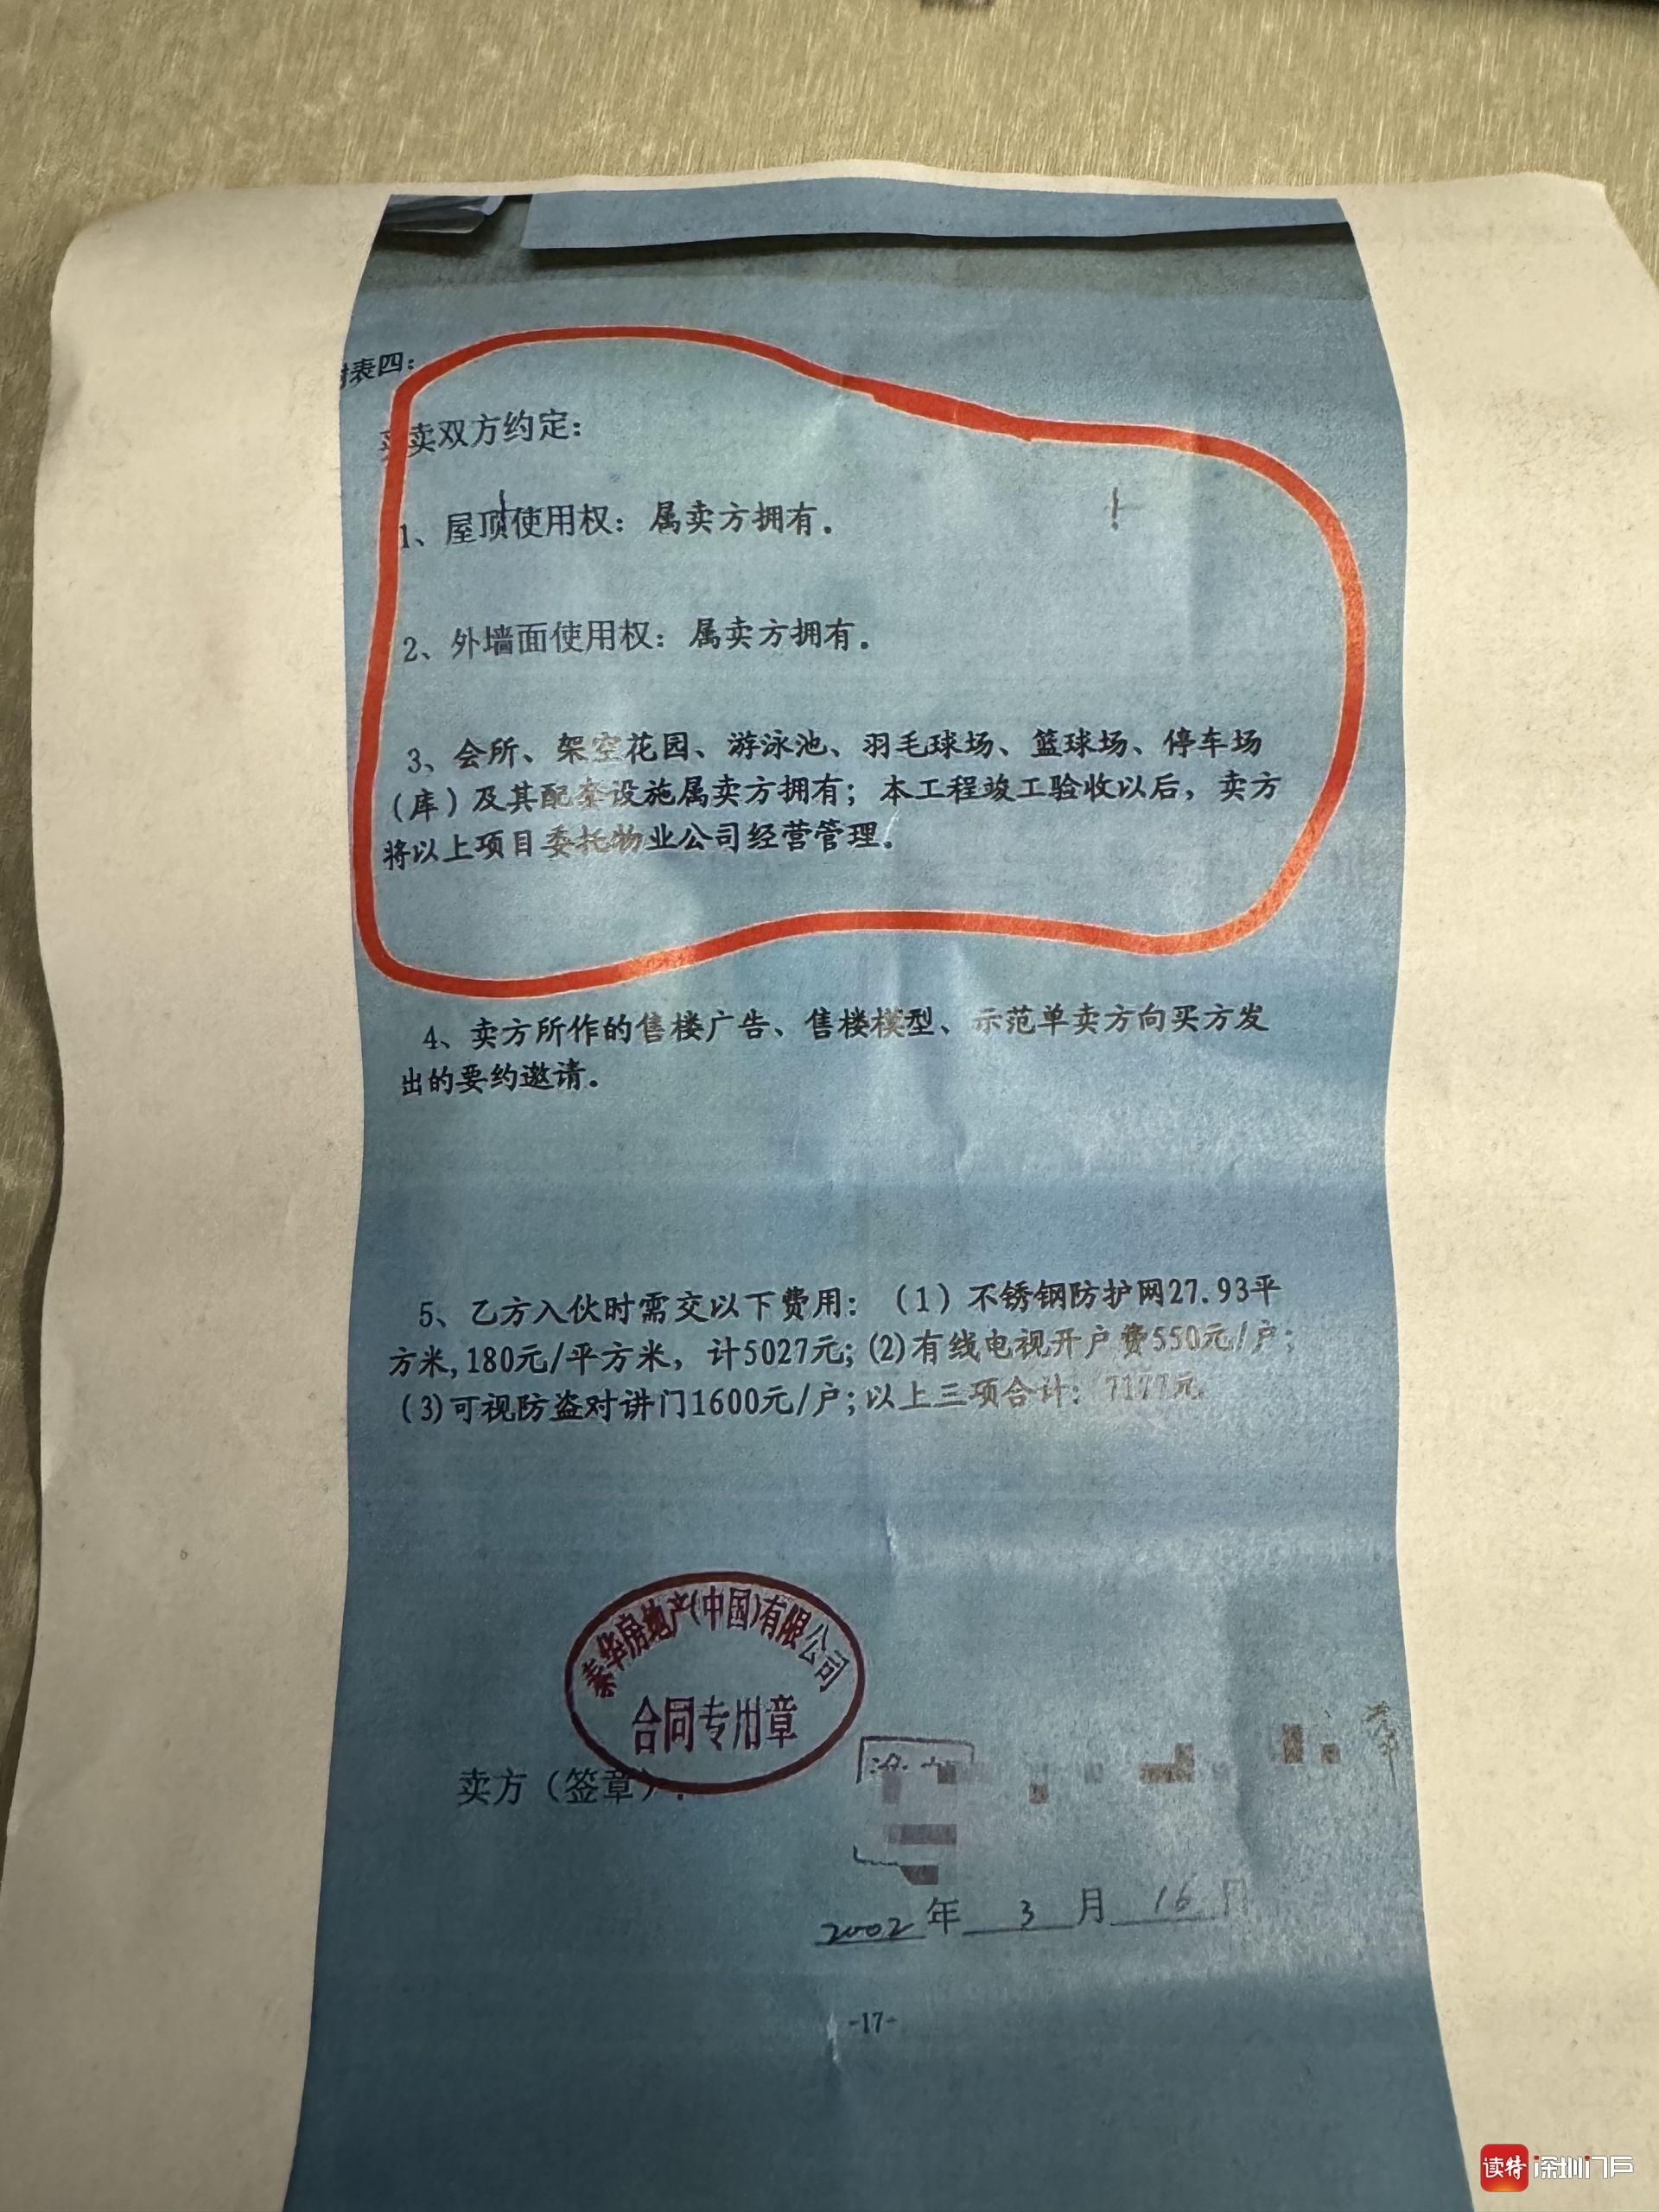 附表四：
买卖双方约定：
1、屋顶使用权：属卖方拥有。
2、外墙面使用权：属卖方拥有。
3、会所、架空花园、游泳池、羽毛球场、篮球场、停车场
（库）及其配套设施属卖方拥有；本工程竣工验收以后，卖方
将以上项目委托物业公司经营管理。
4、卖方所作的售楼广告、售楼模型、示范单卖方向买方发
出的要约邀请。
5、乙方入伙时需交以下费用：（1）不锈钢防护网27.93平
方米,180元/平方米，计5027元;(2)有线电视开户费550元/户;
(3)可视防盗对讲门1600元/户;以上三项合计：7177元
泰华房地产(中国)有限公司
合同专用章
卖方（签章）：
2002年3月16日
-17-
读特 深圳门户